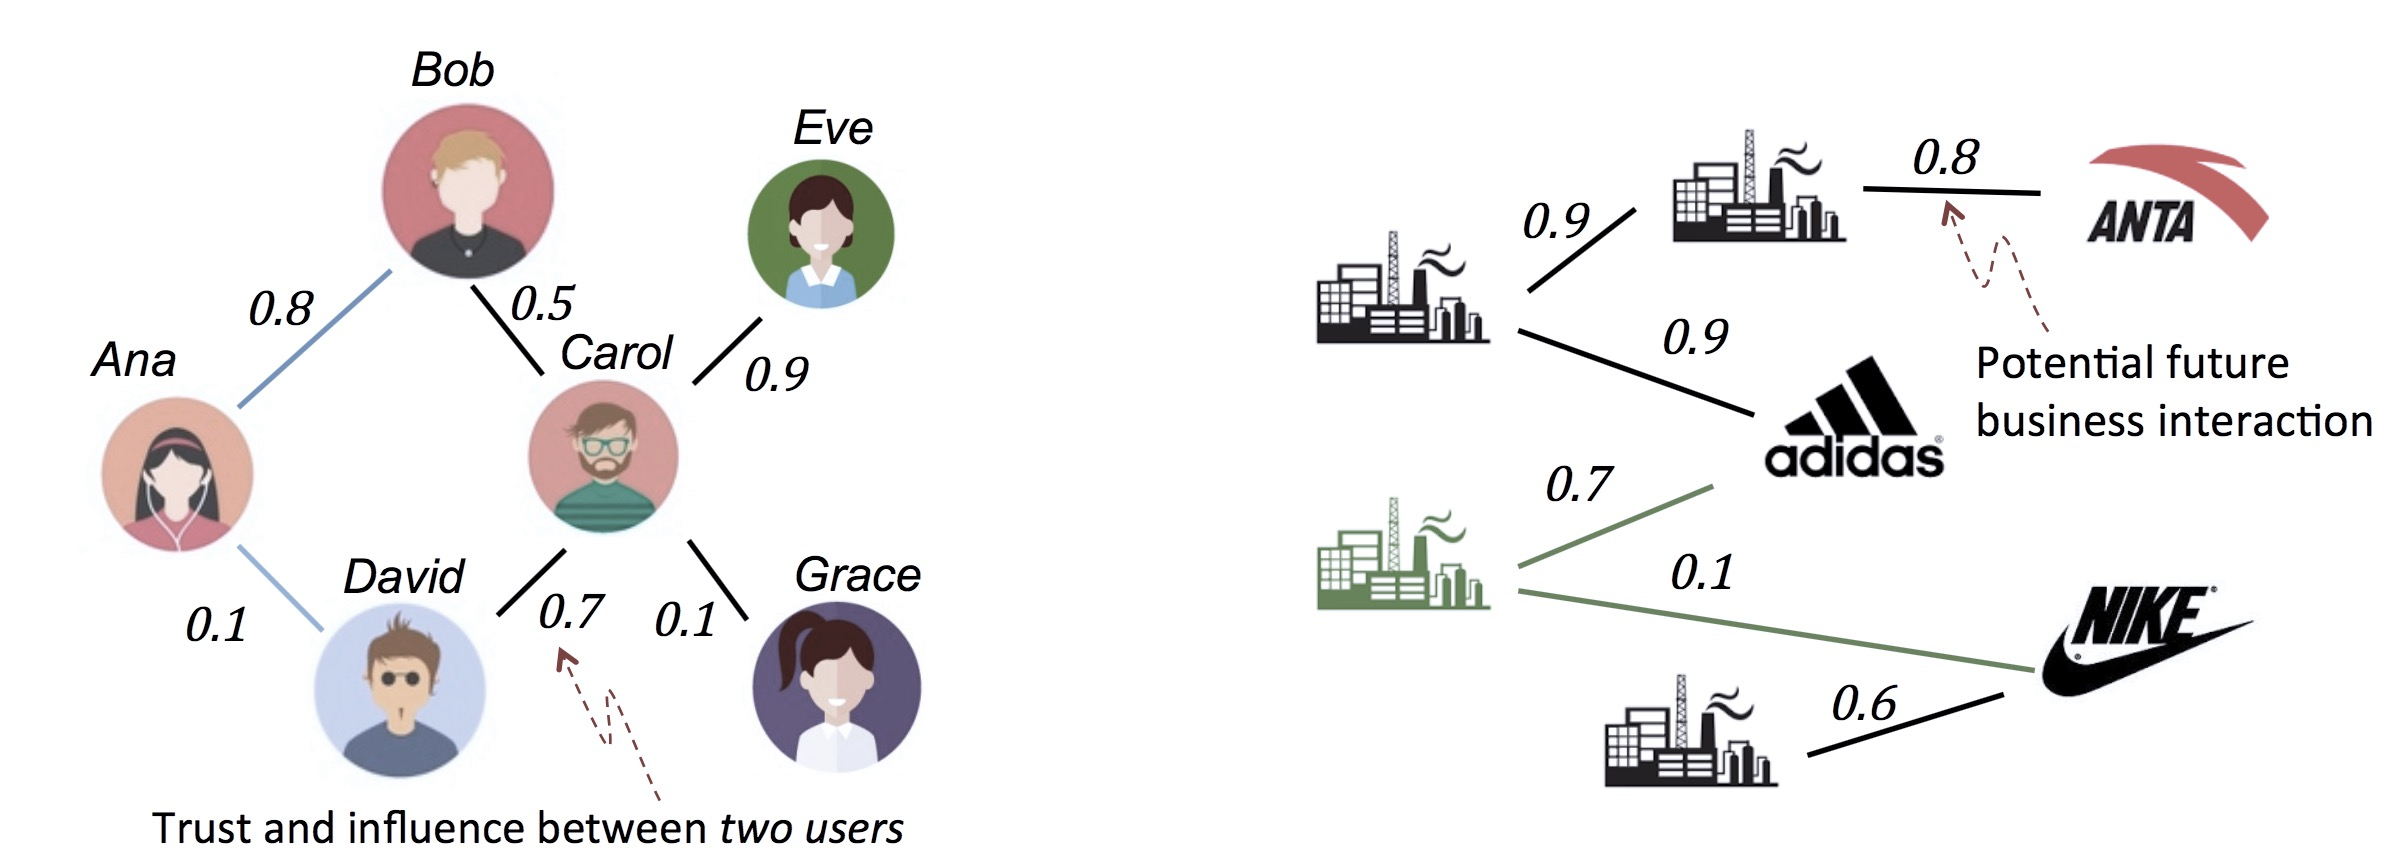 Bob
Eve
0.8
0.5
Carol
Ana
0.9
David
Grace
0.1
0.7
0.1
Trust and influence between two users
0.9
0.8
ANTA
0.9
Potential future
business interaction
adidas®
0.7
0.1
NIKE
0.6